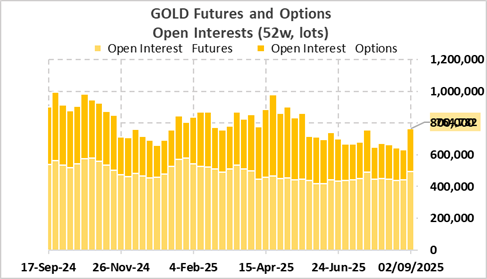 GOLD Futures and Options
Open Interests (52w, lots)
Open Interest Futures Open Interest Options
1,200,000
1,000,000
800,000
600,000
400,000
200,000
0
17-Sep-24 26-Nov-24 4-Feb-25 15-Apr-25 24-Jun-25 02/09/2025